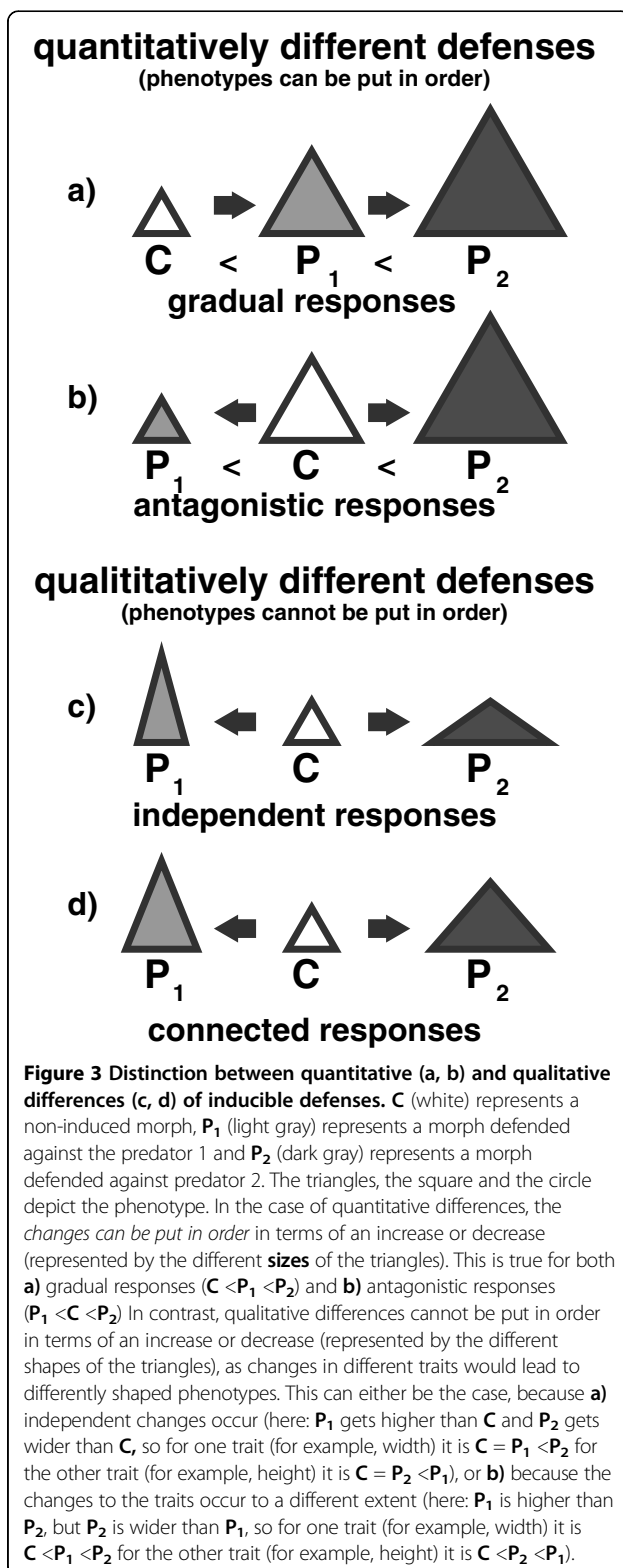 quantitatively different defenses
(phenotypes can be put in order)
a)
C < P1 < P2
gradual responses
b)
P1 < C < P2
antagonistic responses
qualititatively different defenses
(phenotypes cannot be put in order)
c)
P1 C P2
independent responses
d)
P1 C P2
connected responses
Figure 3 Distinction between quantitative (a, b) and qualitative
differences (c, d) of inducible defenses. C (white) represents a
non-induced morph, P1 (light gray) represents a morph defended
against the predator 1 and P2 (dark gray) represents a morph
defended against predator 2. The triangles, the square and the circle
depict the phenotype. In the case of quantitative differences, the
changes can be put in order in terms of an increase or decrease
(represented by the different sizes of the triangles). This is true for both
a) gradual responses (C <P1 <P2) and b) antagonistic responses
(P1 <C <P2) In contrast, qualitative differences cannot be put in order
in terms of an increase or decrease (represented by the different
shapes of the triangles), as changes in different traits would lead to
differently shaped phenotypes. This can either be the case, because a)
independent changes occur (here: P1 gets higher than C and P2 gets
wider than C, so for one trait (for example, width) it is C = P1 <P2 for
the other trait (for example, height) it is C = P2 <P1), or b) because the
changes to the traits occur to a different extent (here: P1 is higher than
P2, but P2 is wider than P1, so for one trait (for example, width) it is
C <P1 <P2 for the other trait (for example, height) it is C <P2 <P1).